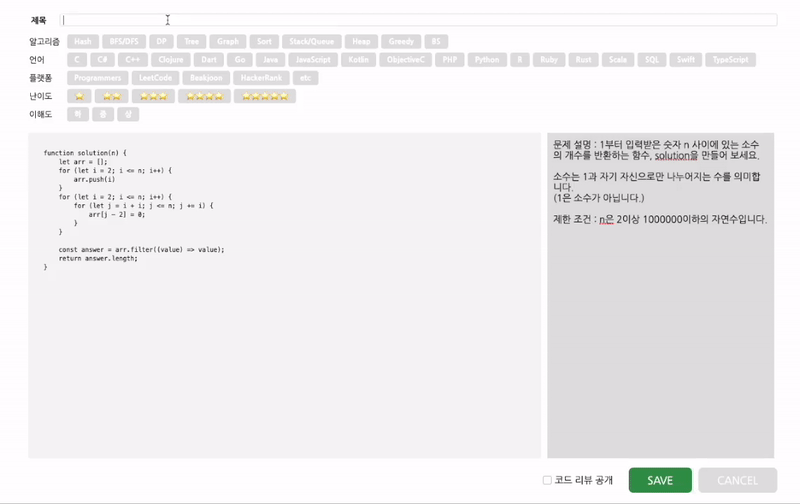 제목
알고리즘 Hash BFS/DFS DP Tree Graph Sort Stack/Queue Heap Greedy BS
언어 C C# C++ Clojure Dart Go Java JavaScript Kotlin ObjectiveC PHP Python R Ruby Rust Scala SQL Swift TypeScript
플랫폼 Programmers LeetCode Baekjoon HackerRank etc
난이도
이해도 하 중 상
function solution(n) {
let arr = [];
for (let i = 2; i <= n; i++) {
arr.push(i)
}
for (let i = 2; i <= n; i++) {
for (let j = i + i; j <= n; j += i) {
arr[j - 2] = 0;
}
}
const answer = arr.filter((value) => value);
return answer.length;
}
문제 설명 : 1부터 입력받은 숫자 n 사이에 있는 소수
의 개수를 반환하는 함수, solution을 만들어 보세요.
소수는 1과 자기 자신으로만 나누어지는 수를 의미합
니다.
(1은 소수가 아닙니다.)
제한 조건 : n은 2이상 1000000이하의 자연수입니다.
코드 리뷰 공개 SAVE CANCEL